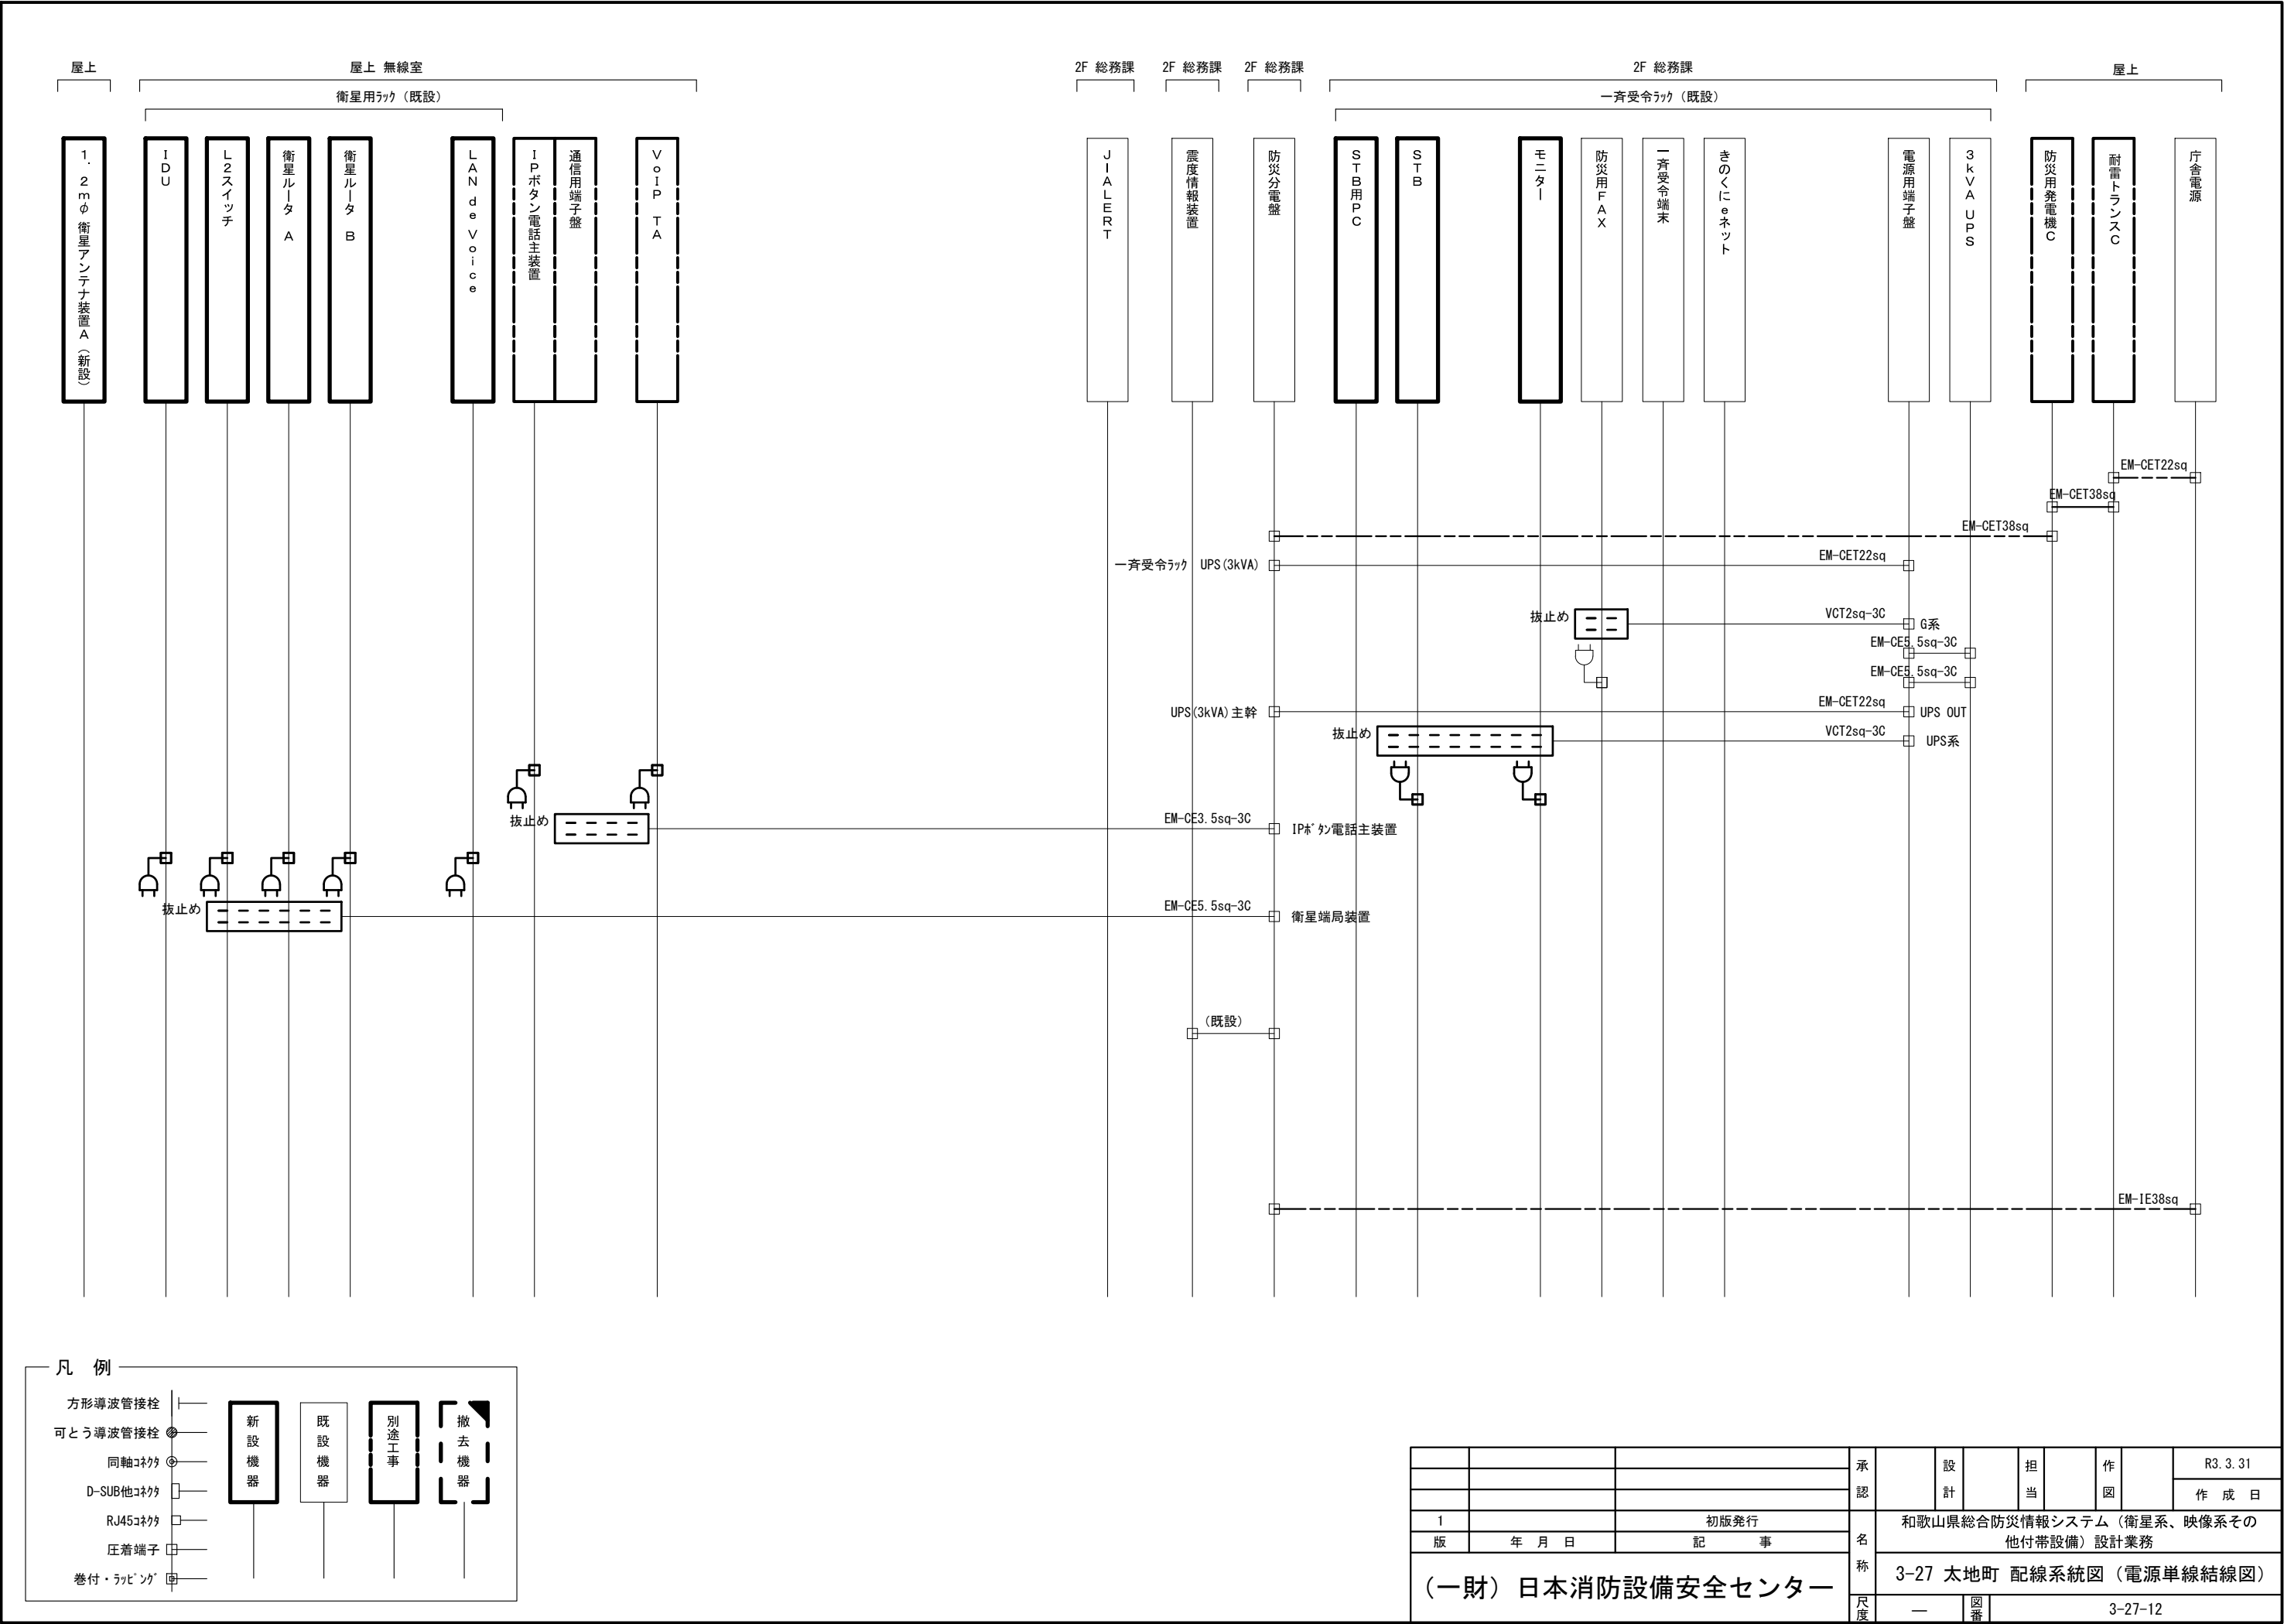 屋上
屋上 無線室
2F 総務課
2F 総務課
2F 総務課
2F 総務課
屋上
衛星用ﾗｯｸ（既設）
一斉受令ﾗｯｸ（既設）
１．２ｍφ 衛星アンテナ装置Ａ（新設）
ＩＤＵ
Ｌ２スイッチ
衛星ルータ Ａ
衛星ルータ Ｂ
ＬＡＮ ｄｅ Ｖｏｉｃｅ
ＩＰボタン電話主装置
通信用端子盤
ＶｏＩＰ ＴＡ
ＪＩＡＬＥＲＴ
震度情報装置
防災分電盤
ＳＴＢ用ＰＣ
ＳＴＢ
モニター
防災用ＦＡＸ
一斉受令端末
きのくにｅネット
電源用端子盤
３ｋＶＡ ＵＰＳ
防災用発電機Ｃ
耐雷トランスＣ
庁舎電源
EM-CET22sq
EM-CET38sq
EM-CET38sq
一斉受令ﾗｯｸ UPS(3kVA)
EM-CET22sq
抜止め
VCT2sq-3C
G系
EM-CE5.5sq-3C
EM-CE5.5sq-3C
UPS(3kVA)主幹
EM-CET22sq
UPS OUT
抜止め
VCT2sq-3C
UPS系
抜止め
EM-CE3.5sq-3C
IPﾎﾞﾀﾝ電話主装置
抜止め
EM-CE5.5sq-3C
衛星端局装置
（既設）
EM-IE38sq
凡 例
方形導波管接栓
可とう導波管接栓
同軸ｺﾈｸﾀ
D-SUB他ｺﾈｸﾀ
RJ45ｺﾈｸﾀ
圧着端子
巻付・ﾗｯﾋﾟﾝｸﾞ
新設機器
既設機器
別途工事
撤去機器
承認
設計
担当
作図
R3.3.31
作 成 日
1
初版発行
版
年 月 日
記 事
名称
和歌山県総合防災情報システム（衛星系、映像系その
他付帯設備）設計業務
（一財）日本消防設備安全センター
3-27 太地町 配線系統図（電源単線結線図）
尺度
―
図番
3-27-12